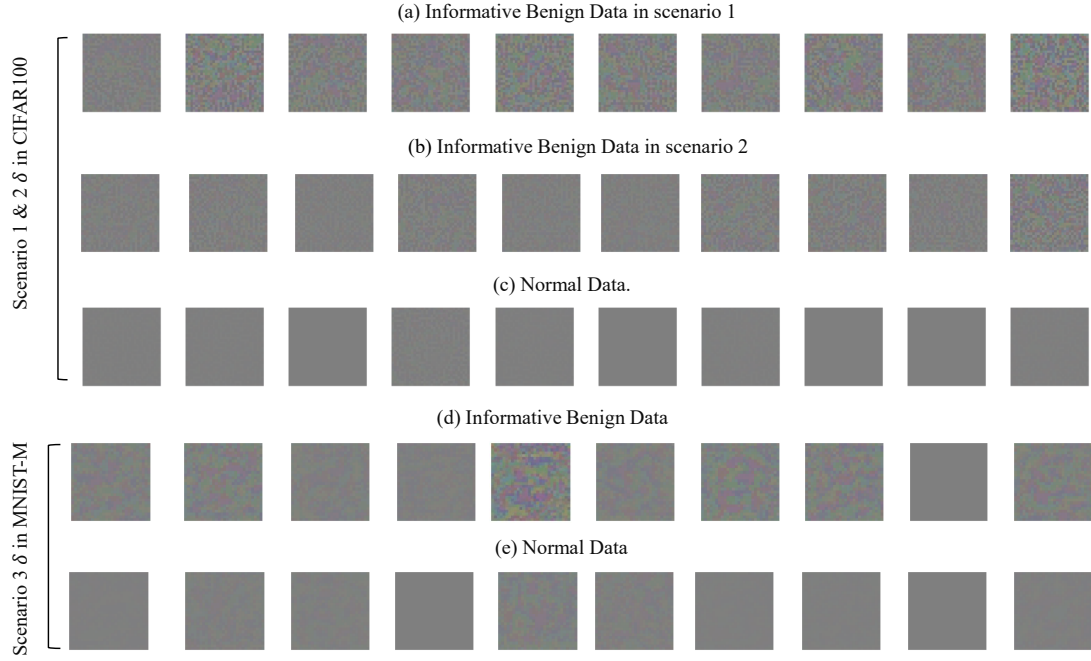 (a) Informative Benign Data in scenario 1
Scenario 1 & 2 δ in CIFAR100
(b) Informative Benign Data in scenario 2
(c) Normal Data.
(d) Informative Benign Data
Scenario 3 δ in MNIST-M
(e) Normal Data